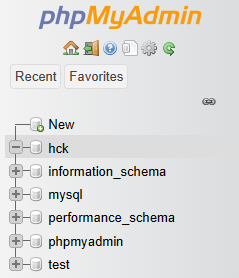 phpMyAdmin
Recent Favorites
New
hck
information_schema
mysql
performance_schema
phpmyadmin
test